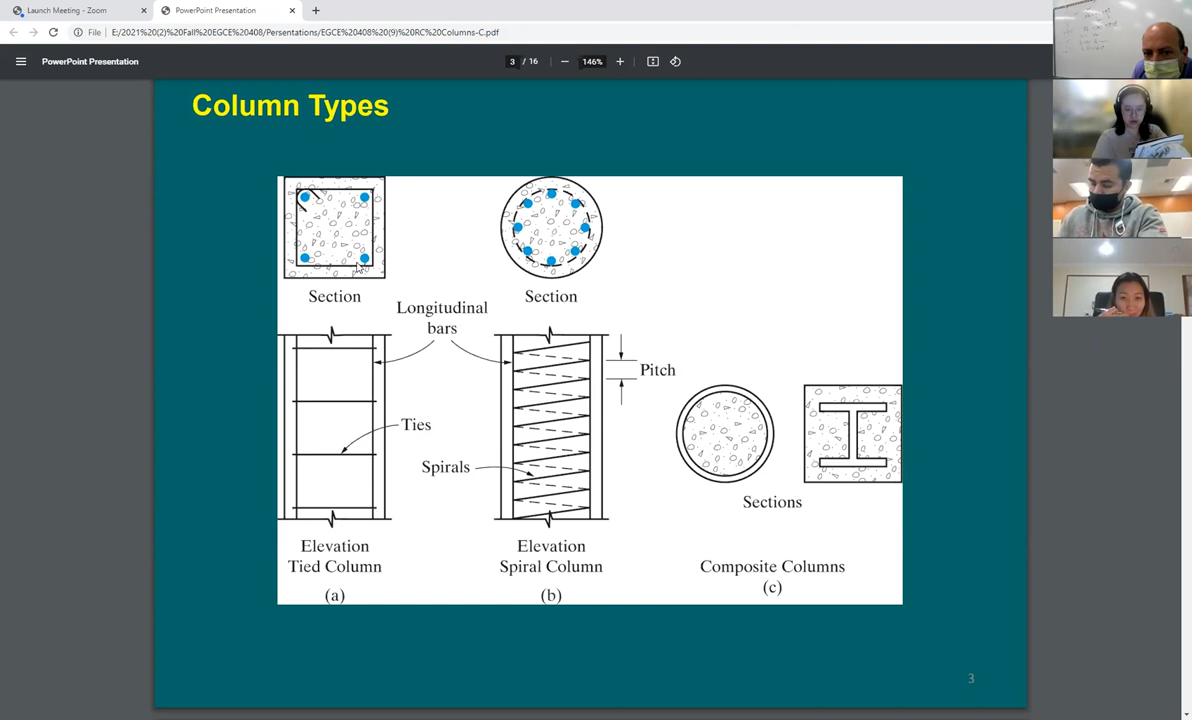 Launch Meeting - Zoom
PowerPoint Presentation
File
E:/2021%20(2)%20Fall%20EGCE%20408/Persentations/EGCE%20408%20(9)%20RC%20Columns-C.pdf
PowerPoint Presentation
3 / 16
146%
Column Types
Section
Section
Longitudinal
bars
Pitch
Ties
Spirals
Sections
Elevation
Tied Column
(a)
Elevation
Spiral Column
(b)
Composite Columns
(c)
3